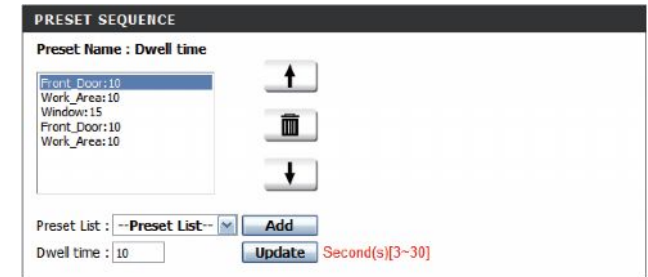 PRESET SEQUENCE
Preset Name : Dwell time
Front_Door:10
Work_Area:10
Window:15
Front_Door:10
Work_Area:10
Preset List : --Preset List-- Add
Dwell time : 10 Update Second(s)[3~30]